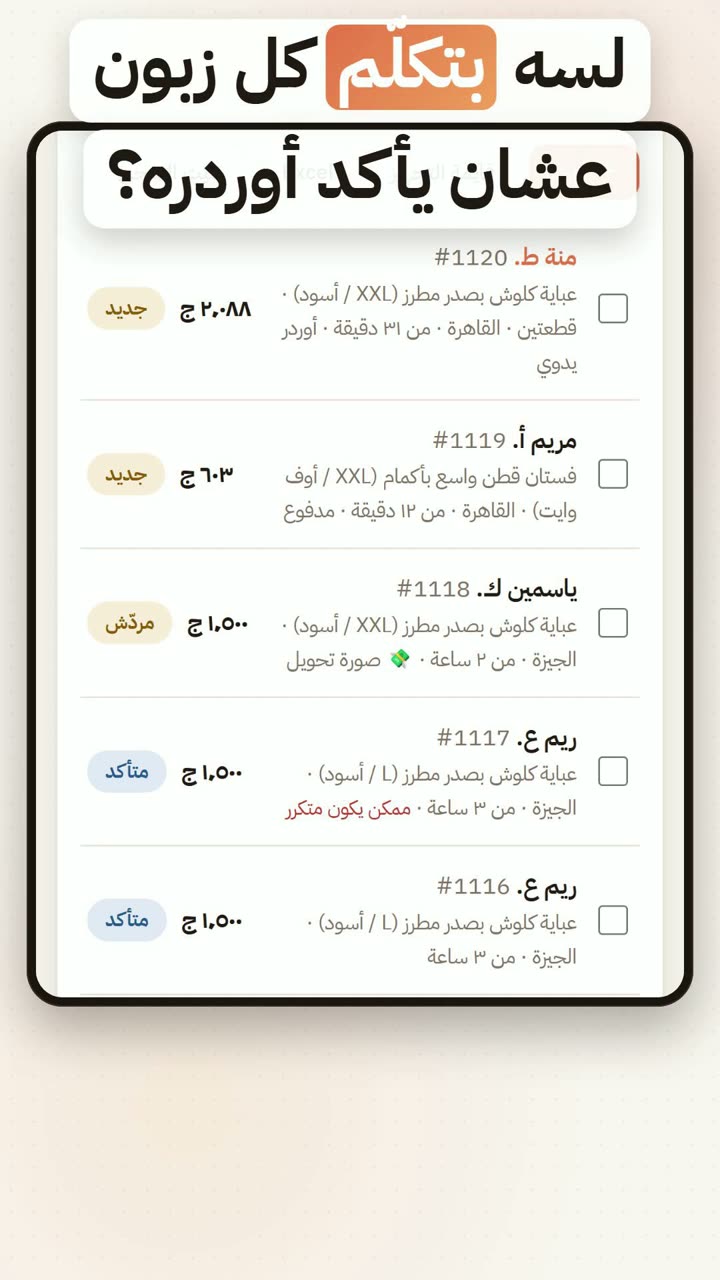 لسه بتكلّم كل زبون
عشان يأكد أوردره؟
منة ط. #1120
عباية كلوش بصدر مطرز (XXL / أسود) ·
قطعتين · القاهرة · من ٣١ دقيقة · أوردر
يدوي
٢,٠٨٨ ج
جديد
مريم أ. #1119
فستان قطن واسع بأكمام (XXL / أوف
وايت) · القاهرة · من ١٢ دقيقة · مدفوع
٦٠٣ ج
جديد
ياسمين ك. #1118
عباية كلوش بصدر مطرز (XXL / أسود) ·
الجيزة · من ٢ ساعة · 💸 صورة تحويل
١,٥٠٠ ج
مردّش
ريم ع. #1117
عباية كلوش بصدر مطرز (L / أسود) ·
الجيزة · من ٣ ساعة · ممكن يكون متكرر
١,٥٠٠ ج
متأكد
ريم ع. #1116
عباية كلوش بصدر مطرز (L / أسود) ·
الجيزة · من ٣ ساعة
١,٥٠٠ ج
متأكد